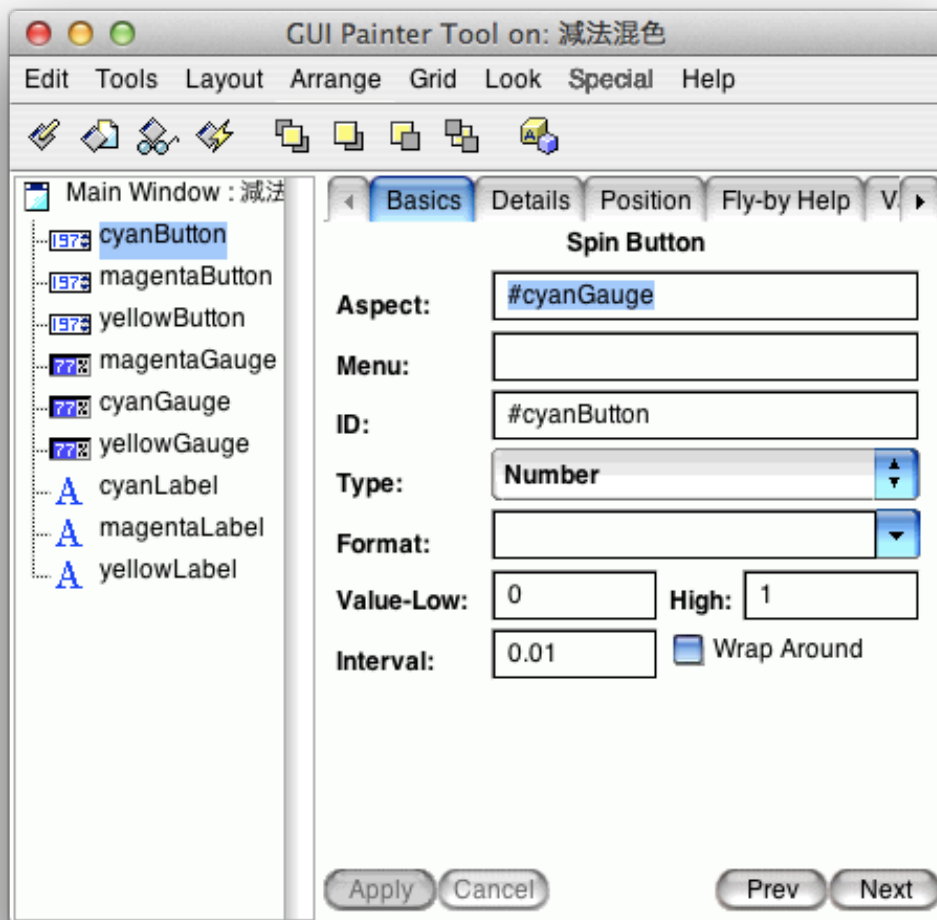 GUI Painter Tool on: 減法混色
Edit Tools Layout Arrange Grid Look Special Help
Main Window : 減法
cyanButton
magentaButton
yellowButton
magentaGauge
cyanGauge
yellowGauge
cyanLabel
magentaLabel
yellowLabel
Basics Details Position Fly-by Help V
Spin Button
Aspect: #cyanGauge
Menu:
ID: #cyanButton
Type: Number
Format:
Value-Low: 0 High: 1
Interval: 0.01 Wrap Around
Apply Cancel Prev Next